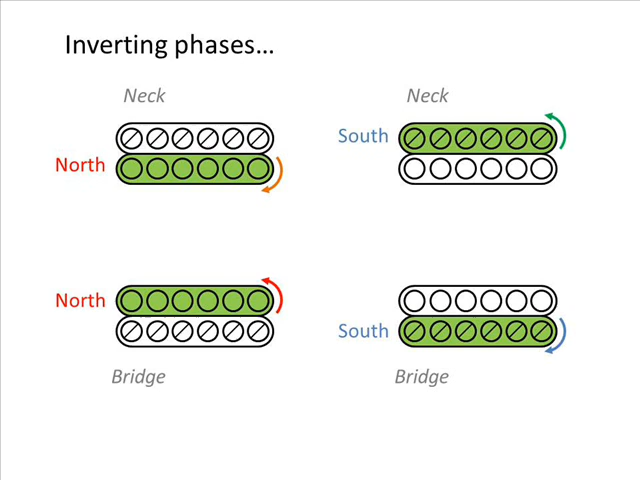 Inverting phases…
Neck
Neck
South
North
North
South
Bridge
Bridge